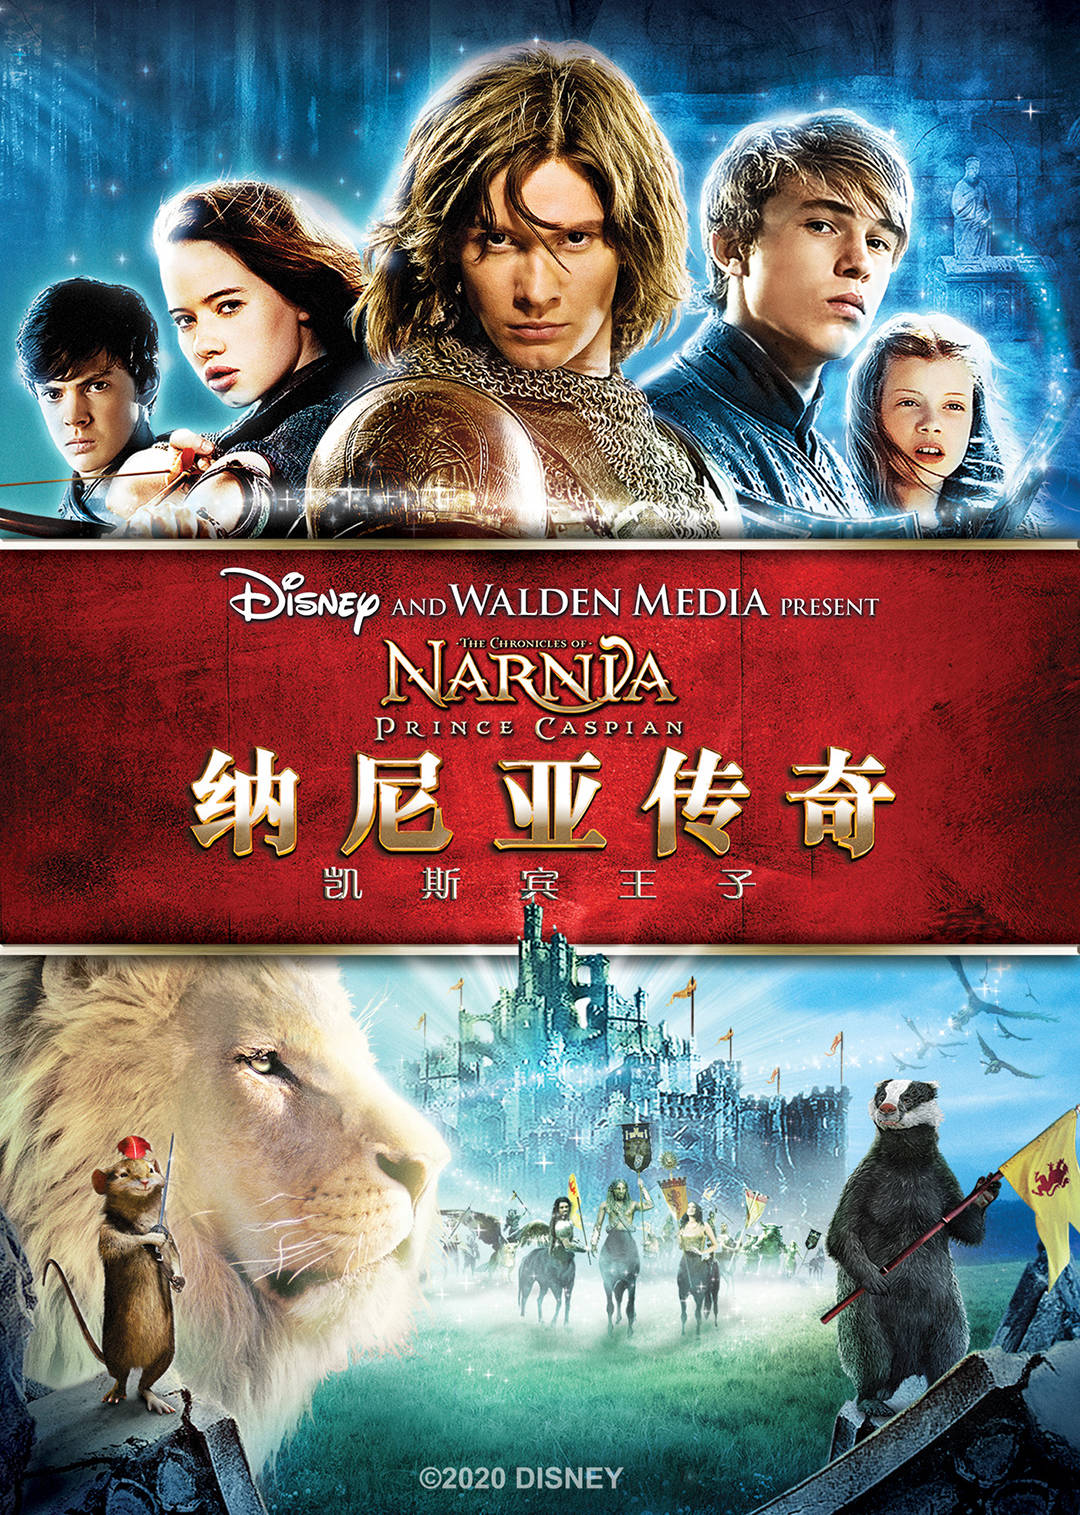 Disney AND WALDEN MEDIA PRESENT
THE CHRONICLES OF
NARNIA
PRINCE CASPIAN
纳尼亚传奇
凯斯宾王子
©2020 DISNEY